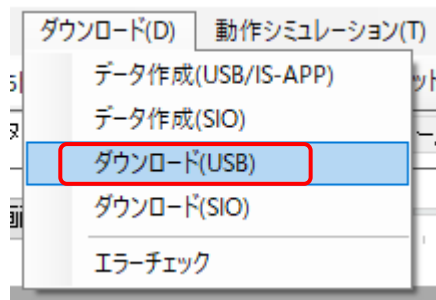 ダウンロード(D) 動作シミュレーション(T)
データ作成(USB/IS-APP)
データ作成(SIO)
ダウンロード(USB)
ダウンロード(SIO)
エラーチェック